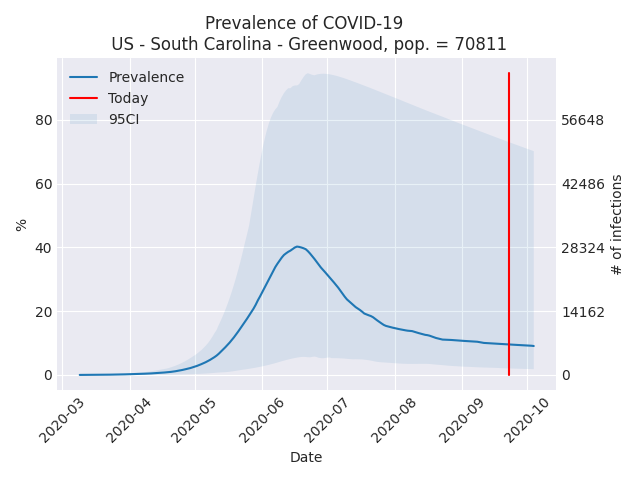 Prevalence of COVID-19
US - South Carolina - Greenwood, pop. = 70811
Prevalence
Today
95CI
80
60
40
20
0
%
56648
42486
28324
14162
0
# of infections
2020-03
2020-04
2020-05
2020-06
2020-07
2020-08
2020-09
2020-10
Date